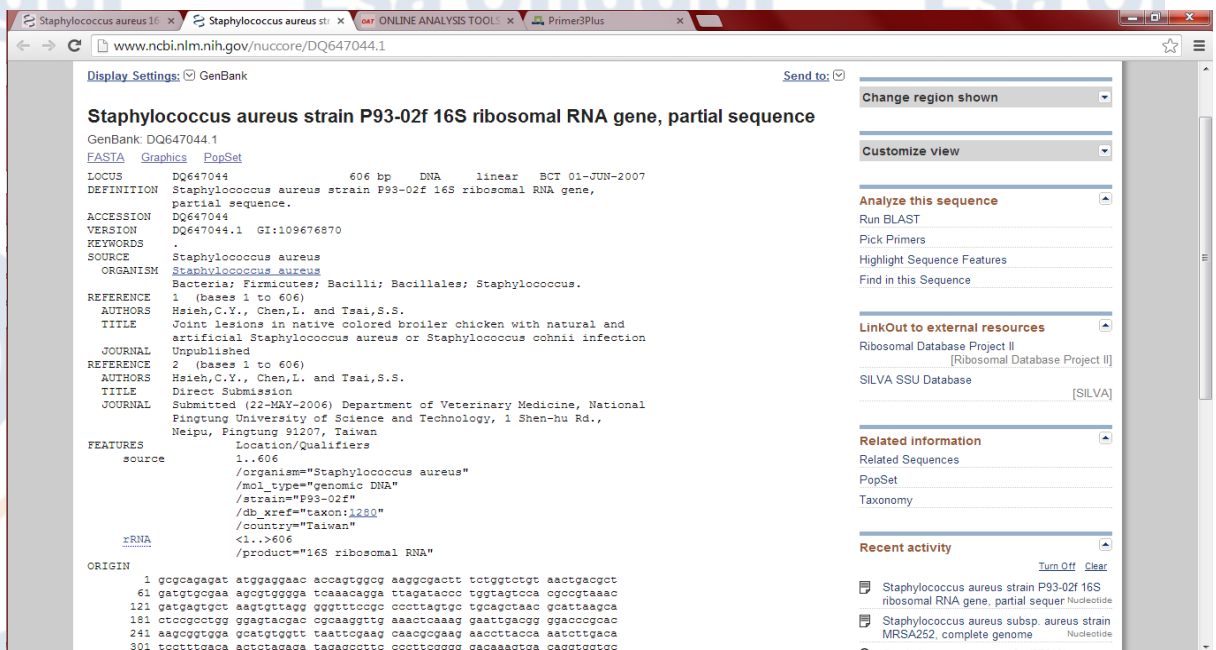 Staphylococcus aureus 16
Staphylococcus aureus str
OAT ONLINE ANALYSIS TOOLS
Primer3Plus
www.ncbi.nlm.nih.gov/nuccore/DQ647044.1
Display Settings: GenBank
Send to:
Staphylococcus aureus strain P93-02f 16S ribosomal RNA gene, partial sequence
GenBank: DQ647044.1
FASTA Graphics PopSet
LOCUS DQ647044 606 bp DNA linear BCT 01-JUN-2007
DEFINITION Staphylococcus aureus strain P93-02f 16S ribosomal RNA gene,
partial sequence.
ACCESSION DQ647044
VERSION DQ647044.1 GI:109676870
KEYWORDS .
SOURCE Staphylococcus aureus
ORGANISM Staphylococcus aureus
Bacteria; Firmicutes; Bacilli; Bacillales; Staphylococcus.
REFERENCE 1 (bases 1 to 606)
AUTHORS Hsieh,C.Y., Chen,L. and Tsai,S.S.
TITLE Joint lesions in native colored broiler chicken with natural and
artificial Staphylococcus aureus or Staphylococcus cohnii infection
JOURNAL Unpublished
REFERENCE 2 (bases 1 to 606)
AUTHORS Hsieh,C.Y., Chen,L. and Tsai,S.S.
TITLE Direct Submission
JOURNAL Submitted (22-MAY-2006) Department of Veterinary Medicine, National
Pingtung University of Science and Technology, 1 Shen-hu Rd.,
Neipu, Pingtung 91207, Taiwan
FEATURES Location/Qualifiers
source 1..606
/organism="Staphylococcus aureus"
/mol_type="genomic DNA"
/strain="P93-02f"
/db_xref="taxon:1280"
/country="Taiwan"
rRNA <1..>606
/product="16S ribosomal RNA"
ORIGIN
1 gcgcagagat atggaggaac accagtggcg aaggcgactt tctggtctgt aactgacgct
61 gatgtgcgaa agcgtgggga tcaaacagga ttagataccc tggtagtcca cgccgtaaac
121 gatgagtgct aagtgttagg gggtttccgc cccttagtgc tgcagctaac gcattaagca
181 ctccgcctgg ggagtacgac cgcaaggttg aaactcaaag gaattgacgg ggacccgcac
241 aagcggtgga gcatgtggtt taattcgaag caacgcgaag aaccttacca aatcttgaca
301 tcctttgaca actctagaga tagagccttc cccttcgggg gacaaagtga caggtggtgc
Change region shown
Customize view
Analyze this sequence
Run BLAST
Pick Primers
Highlight Sequence Features
Find in this Sequence
LinkOut to external resources
Ribosomal Database Project II
[Ribosomal Database Project II]
SILVA SSU Database
[SILVA]
Related information
Related Sequences
PopSet
Taxonomy
Recent activity
Turn Off Clear
Staphylococcus aureus strain P93-02f 16S
ribosomal RNA gene, partial sequer Nucleotide
Staphylococcus aureus subsp. aureus strain
MRSA252, complete genome Nucleotide